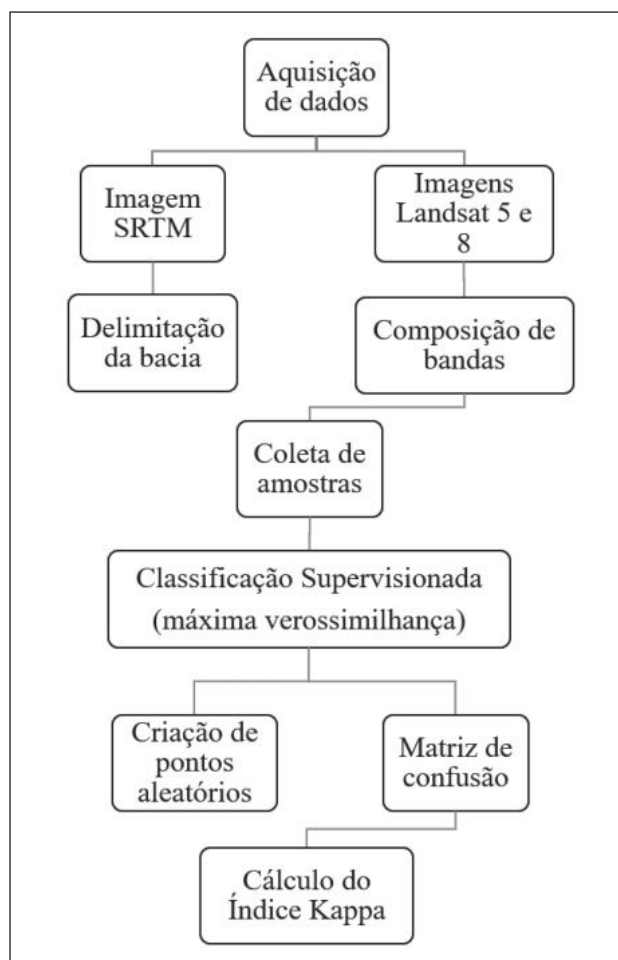 Aquisição
de dados
Imagem
SRTM
Imagens
Landsat 5 e
8
Delimitação
da bacia
Composição de
bandas
Coleta de
amostras
Classificação Supervisionada
(máxima verossimilhança)
Criação de
pontos
aleatórios
Matriz de
confusão
Cálculo do
Índice Kappa